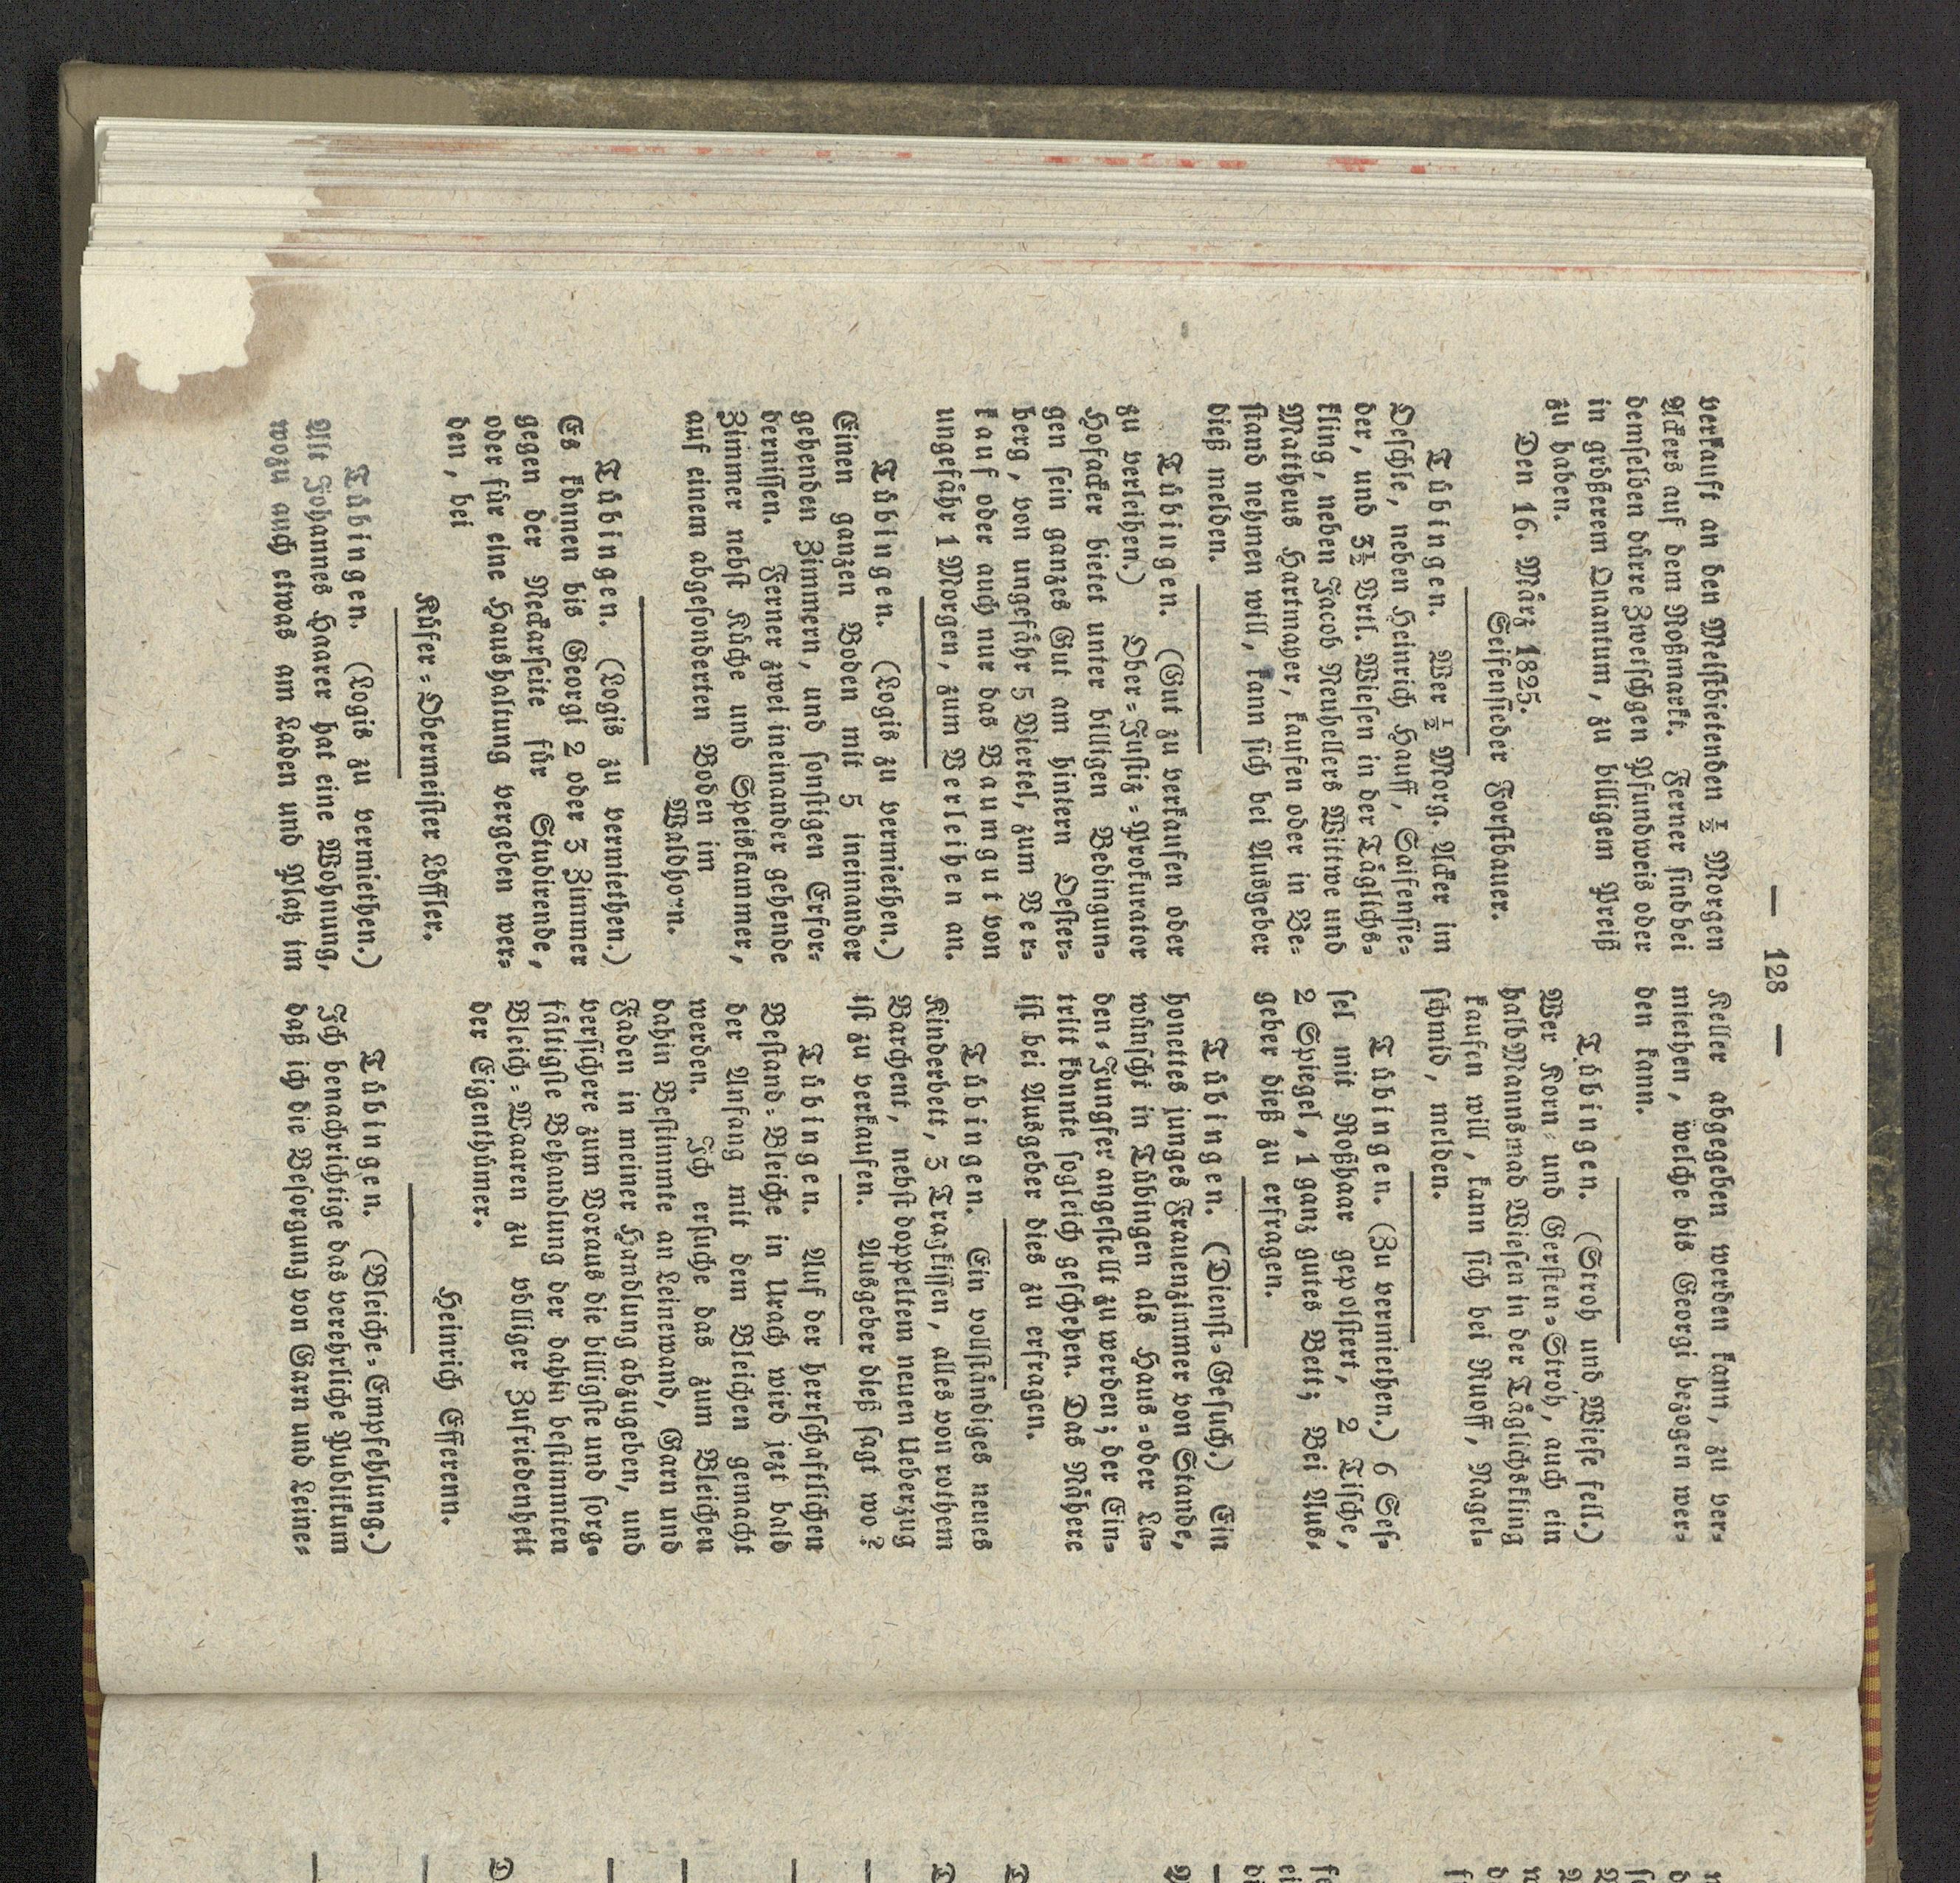 — 128 —
verkauft an den Meistbietenden ½ Morgen
Akers auf dem Roßmarkt. Ferner sind bei
demselben dürre Zwetschgen Pfundweis oder
in größerem Quantum, zu billigem Preiß
zu haben.
Den 16. März 1825.
Seifensieder Forstbauer.
Tübingen. Wer ½ Morg. Aker im
Oeschle, neben Heinrich Hauff, Saifensie=
der, und 3½ Vrtl. Wiesen in der Täglichs=
kling, neben Jacob Neuhellers Wittwe und
Mattheus Hartmayer, kaufen oder in Be=
stand nehmen will, kann sich bei Ausgeber
dieß melden.
Tübingen. (Gut zu verkaufen oder
zu verleihen.) Ober=Justiz=Prokurator
Hofacker bietet unter billigen Bedingun=
gen sein ganzes Gut am hintern Oester=
berg, von ungefähr 5 Viertel, zum Ver=
kauf oder auch nur das Baumgut von
ungefähr 1 Morgen, zum Verleihen an.
Tübingen. (Logis zu vermiethen.)
Einen ganzen Boden mit 5 ineinander
gehenden Zimmern, und sonstigen Erfor=
dernissen. Ferner zwei ineinander gehende
Zimmer nebst Küche und Speiskammer,
auf einem abgesonderten Boden im
Waldhorn.
Tübingen. (Logis zu vermiethen.)
Es können bis Georgi 2 oder 3 Zimmer
gegen der Neckarseite für Studirende,
oder für eine Haushaltung vergeben wer=
den, bei
Küfer=Obermeister Löffler.
Tübingen. (Logis zu vermiethen.)
Alt Johannes Haarer hat eine Wohnung,
wozu auch etwas am Laden und Platz im
Keller abgegeben werden kann, zu ver=
miethen, welche bis Georgi bezogen wer=
den kann.
Tübingen. (Stroh und Wiese feil.)
Wer Korn= und Gersten=Stroh, auch ein
halb Mannsmad Wiesen in der Täglichskling
kaufen will, kann sich bei Ruoff, Nagel=
schmid, melden.
Tübingen. (Zu vermiethen.) 6 Ses=
sel mit Roßhaar gepolstert, 2 Tische,
2 Spiegel, 1 ganz gutes Bett; Bei Aus=
geber dieß zu erfragen.
Tübingen. (Dienst=Gesuch.) Ein
honettes junges Frauenzimmer von Stande,
wünscht in Tübingen als Haus= oder La=
den=Jungfer angestellt zu werden; der Ein=
tritt könnte sogleich geschehen. Das Nähere
ist bei Ausgeber dies zu erfragen.
Tübingen. Ein vollständiges neues
Kinderbett, 3 Tragkissen, alles von rothem
Barchent, nebst doppeltem neuen Ueberzug
ist zu verkaufen. Ausgeber dieß sagt wo?
Tübingen. Auf der herrschaftlichen
Bestand=Bleiche in Urach wird jezt bald
der Anfang mit dem Bleichen gemacht
werden. Ich ersuche das zum Bleichen
dahin Bestimmte an Leinewand, Garn und
Faden in meiner Handlung abzugeben, und
versichere zum Voraus die billigste und sorg=
fältigste Behandlung der dahin bestimmten
Bleich=Waaren zu völliger Zufriedenheit
der Eigenthümer.
Heinrich Efferenn.
Tübingen. (Bleiche=Empfehlung.)
Ich benachrichtige das verehrliche Publikum
daß ich die Besorgung von Garn und Leine=